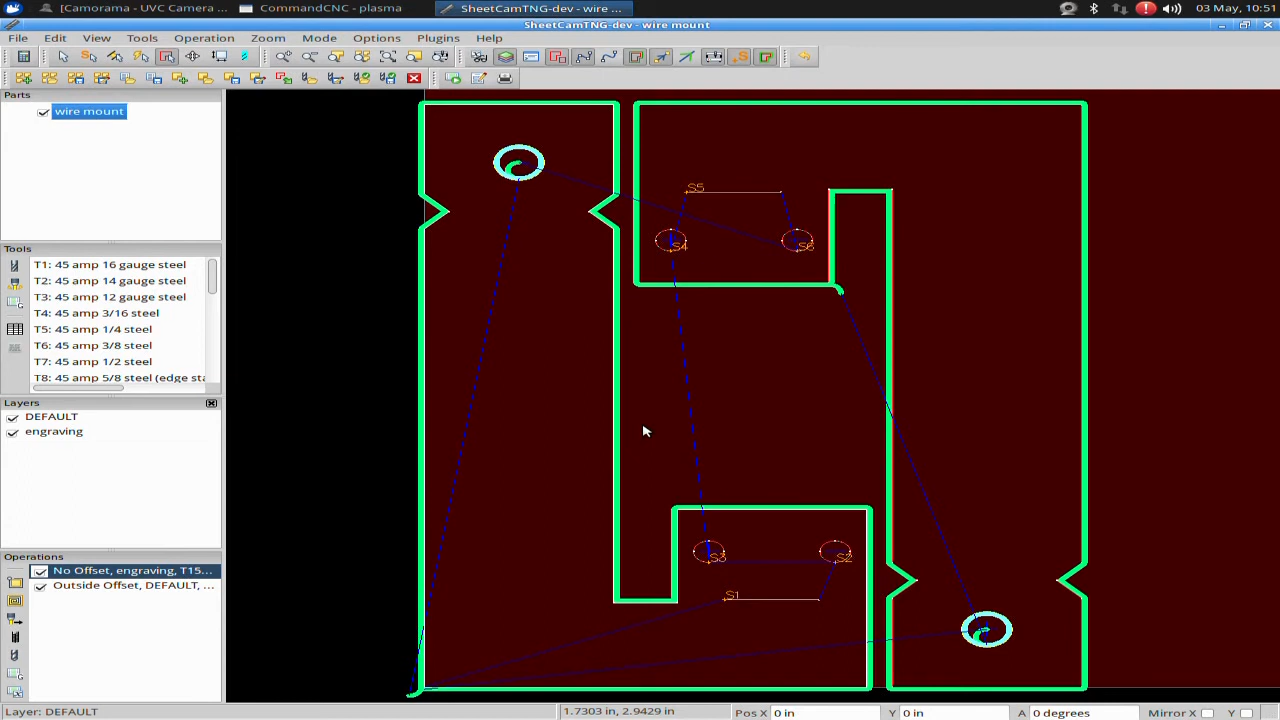 [Camorama - UVC Camera ...
CommandCNC - plasma
SheetCamTNG-dev - wire ...
03 May, 10:51
SheetCamTNG-dev - wire mount
File Edit View Tools Operation Zoom Mode Options Plugins Help
Parts
wire mount
Tools
T1: 45 amp 16 gauge steel
T2: 45 amp 14 gauge steel
T3: 45 amp 12 gauge steel
T4: 45 amp 3/16 steel
T5: 45 amp 1/4 steel
T6: 45 amp 3/8 steel
T7: 45 amp 1/2 steel
T8: 45 amp 5/8 steel (edge sta
Layers
DEFAULT
engraving
Operations
No Offset, engraving, T15...
Outside Offset, DEFAULT, ...
S5
S4
S6
S3
S2
S1
Layer: DEFAULT
1.7303 in, 2.9429 in
Pos X 0 in Y 0 in A 0 degrees Mirror X Y